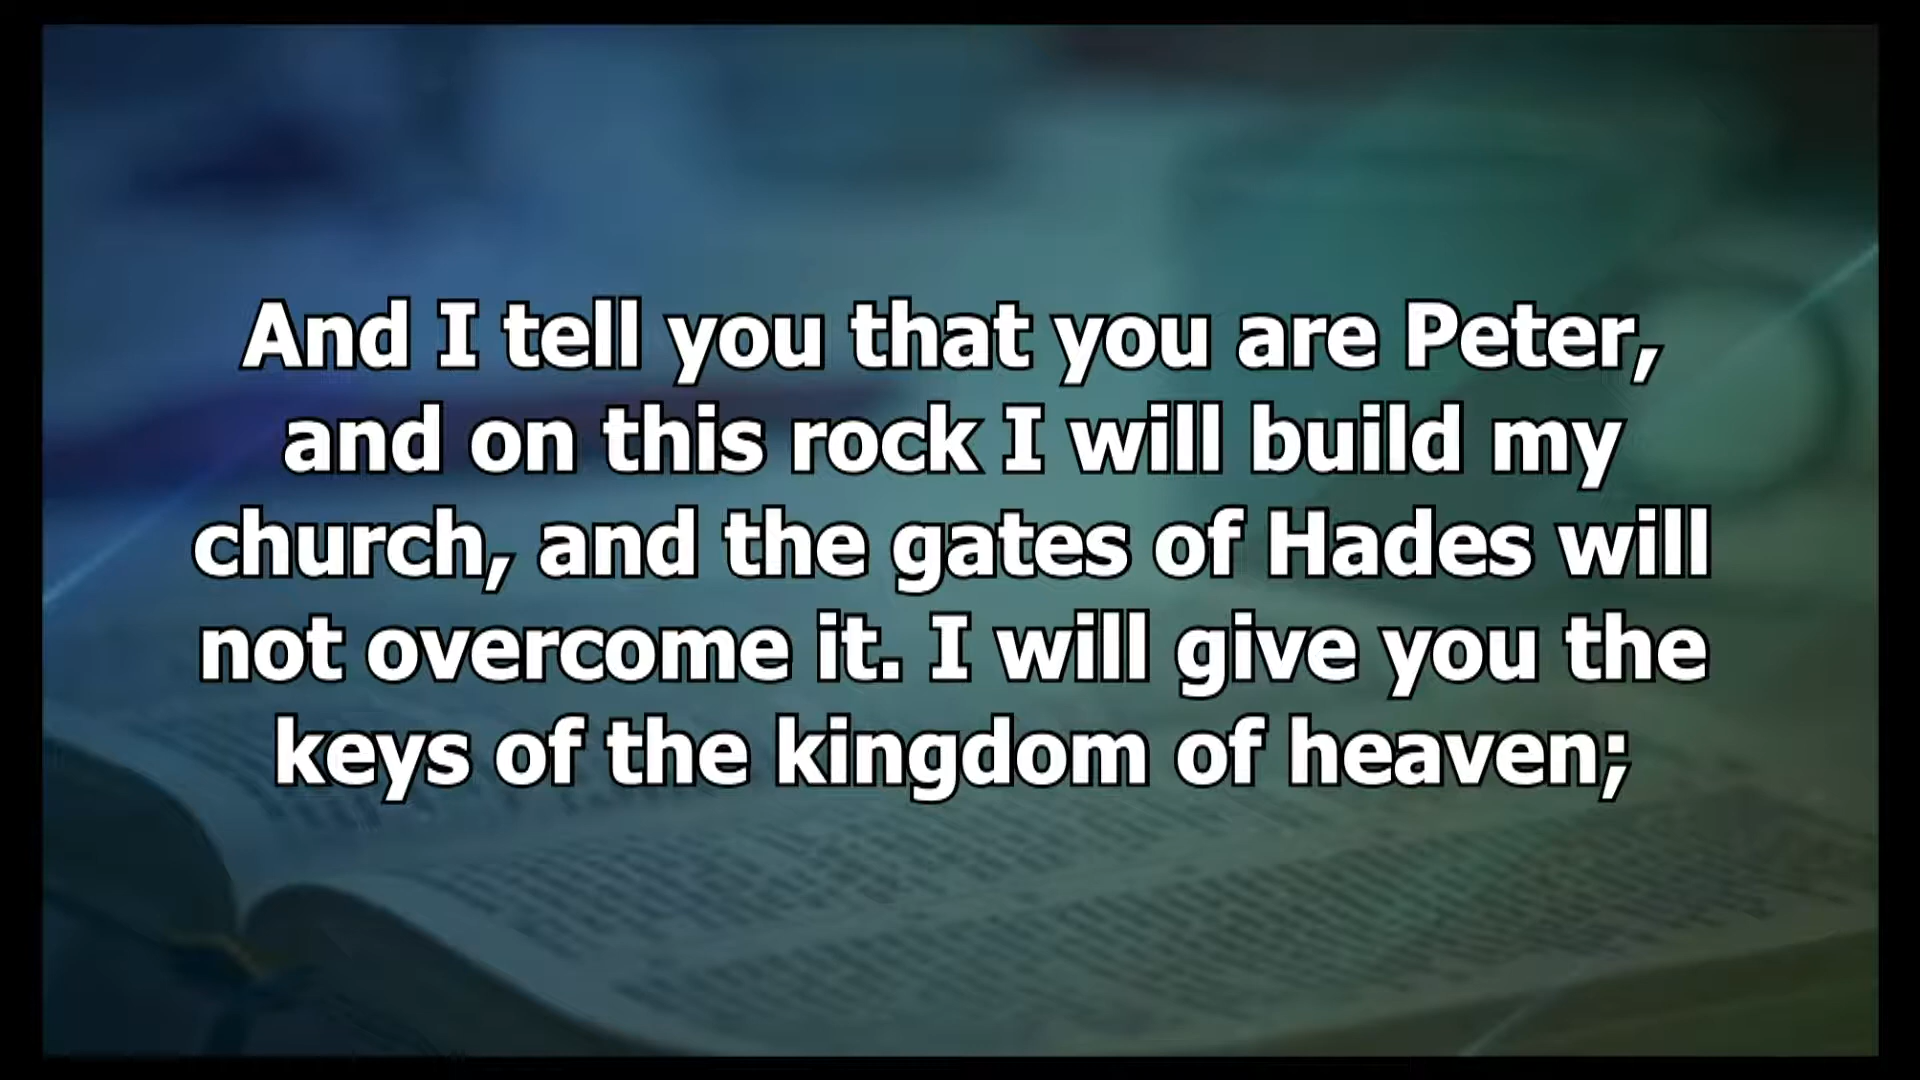 And I tell you that you are Peter,
and on this rock I will build my
church, and the gates of Hades will
not overcome it. I will give you the
keys of the kingdom of heaven;